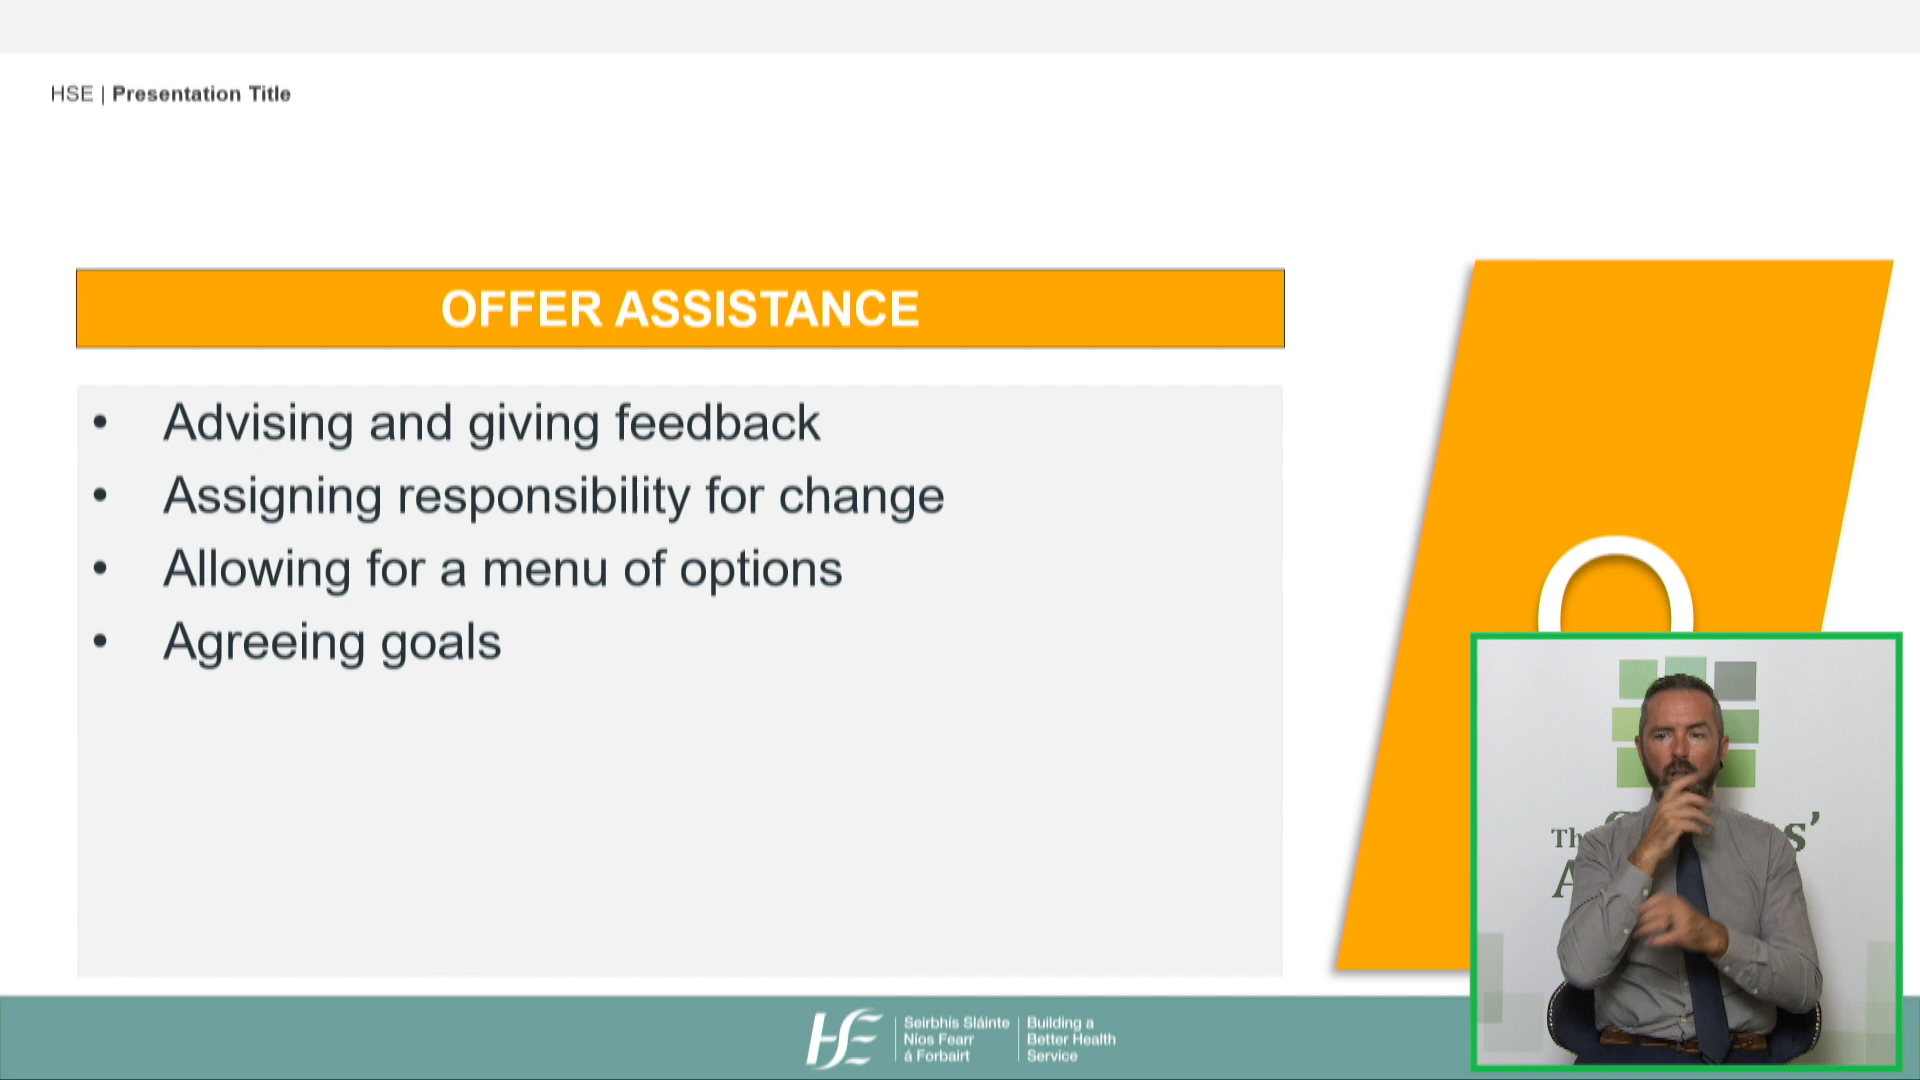 HSE | Presentation Title
OFFER ASSISTANCE
• Advising and giving feedback
• Assigning responsibility for change
• Allowing for a menu of options
• Agreeing goals
O
HSE
Seirbhís Sláinte
Níos Fearr
á Forbairt
Building a
Better Health
Service